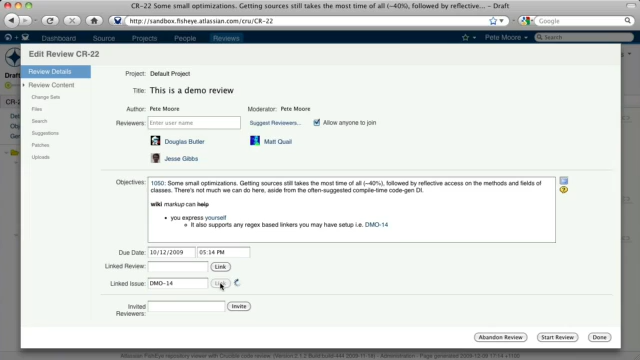 CR-22 Some small optimizations. Getting sources still takes the most time of all (~40%), followed by reflective... – Draft
http://sandbox.fisheye.atlassian.com/cru/CR-22
Google
Dashboard Source Projects People Reviews Pete Moore Search
Edit Review CR-22
Draft
Review Details
Review Content
Change Sets
Files
Search
Suggestions
Patches
Uploads
Project: Default Project
Title: This is a demo review
Author: Pete Moore Moderator: Pete Moore
Reviewers: Enter user name Suggest Reviewers... Allow anyone to join
Douglas Butler Matt Quail
Jesse Gibbs
Objectives: 1050: Some small optimizations. Getting sources still takes the most time of all (~40%), followed by reflective access on the methods and fields of
classes. There's not much we can do here, aside from the often-suggested compile-time code-gen DI.
wiki markup can help
• you express yourself
It also supports any regex based linkers you may have setup i.e. DMO-14
Due Date: 10/12/2009 05:14 PM
Linked Review: Link
Linked Issue: DMO-14 Link
Invited
Reviewers: Invite
Abandon Review Start Review Done